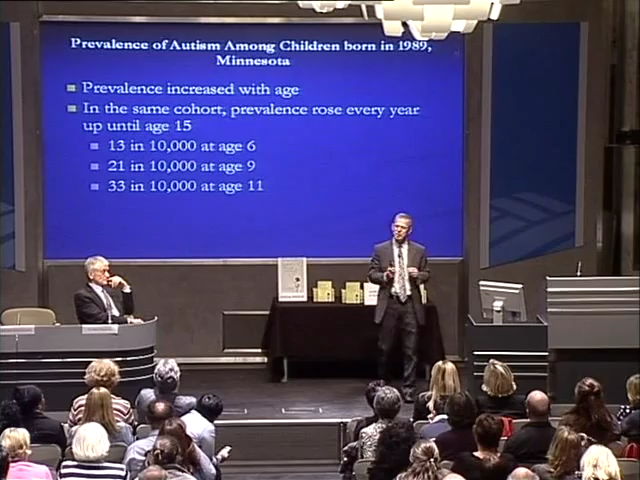 Prevalence of Autism Among Children born in 1989,
Minnesota
Prevalence increased with age
In the same cohort, prevalence rose every year
up until age 15
13 in 10,000 at age 6
21 in 10,000 at age 9
33 in 10,000 at age 11